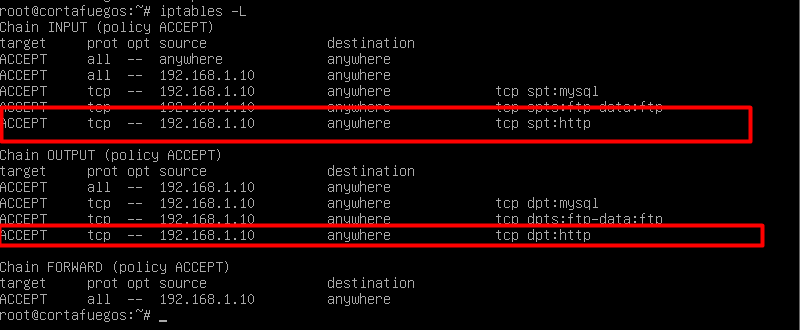 root@cortafuegos:~# iptables -L
Chain INPUT (policy ACCEPT)
target prot opt source destination
ACCEPT all -- anywhere anywhere
ACCEPT all -- 192.168.1.10 anywhere
ACCEPT tcp -- 192.168.1.10 anywhere tcp spt:mysql
ACCEPT tcp -- 192.168.1.10 anywhere tcp spts:ftp-data:ftp
ACCEPT tcp -- 192.168.1.10 anywhere tcp spt:http
Chain OUTPUT (policy ACCEPT)
target prot opt source destination
ACCEPT all -- 192.168.1.10 anywhere
ACCEPT tcp -- 192.168.1.10 anywhere tcp dpt:mysql
ACCEPT tcp -- 192.168.1.10 anywhere tcp dpts:ftp-data:ftp
ACCEPT tcp -- 192.168.1.10 anywhere tcp dpt:http
Chain FORWARD (policy ACCEPT)
target prot opt source destination
ACCEPT all -- 192.168.1.10 anywhere
root@cortafuegos:~# _